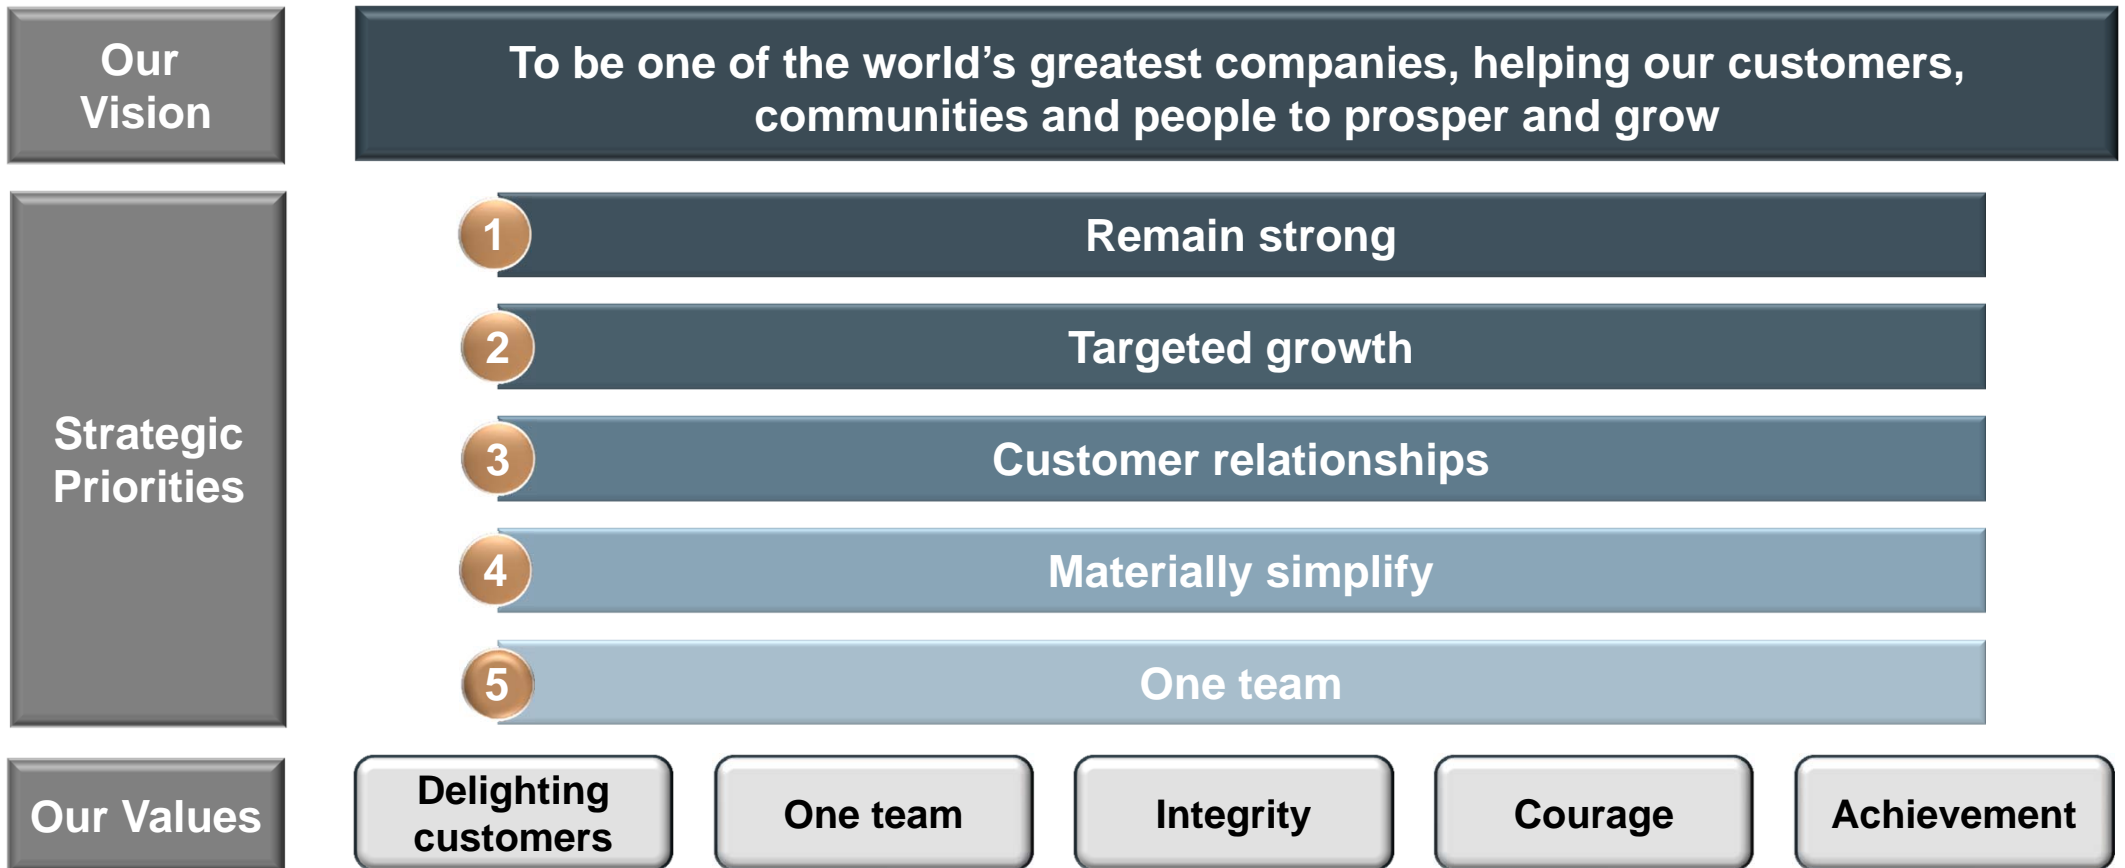 Our
Vision
To be one of the world’s greatest companies, helping our customers,
communities and people to prosper and grow
Strategic
Priorities
1
Remain strong
2
Targeted growth
3
Customer relationships
4
Materially simplify
5
One team
Our Values
Delighting
customers
One team
Integrity
Courage
Achievement